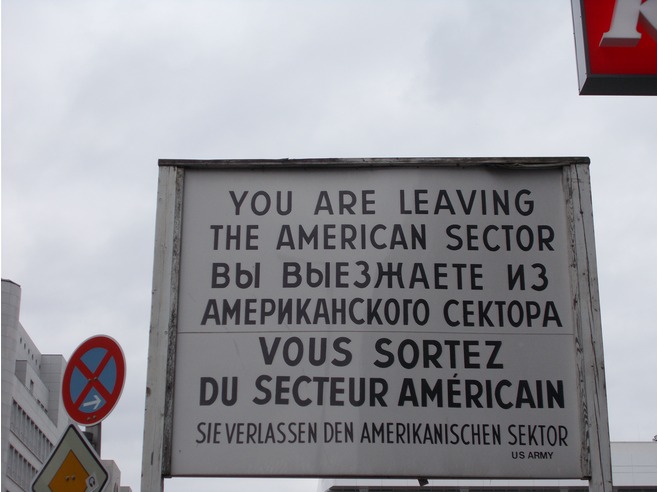 YOU ARE LEAVING
THE AMERICAN SECTOR
ВЫ ВЫЕЗЖАЕТЕ ИЗ
АМЕРИКАНСКОГО СЕКТОРА
VOUS SORTEZ
DU SECTEUR AMÉRICAIN
SIE VERLASSEN DEN AMERIKANISCHEN SEKTOR
US ARMY